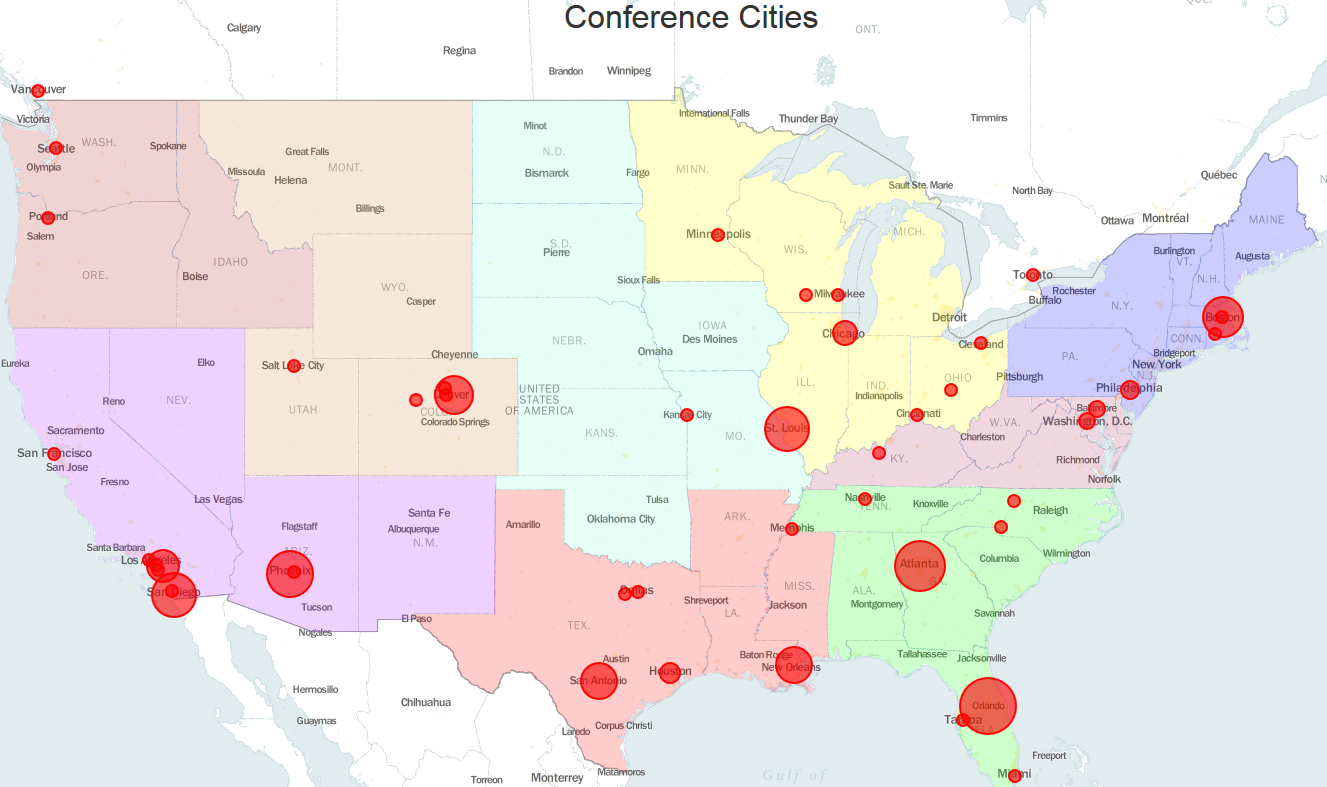 Conference Cities
QUE.
Calgary
ONT.
Regina
Brandon
Winnipeg
Vancouver
Victoria
International Falls
Thunder Bay
Timmins
Minot
WASH.
Spokane
Seattle
Great Falls
N.D.
MONT.
Olympia
Missoula
Helena
Bismarck
Fargo
MINN.
Québec
Sault Ste. Marie
North Bay
Billings
Portland
Salem
Ottawa
Montréal
MAINE
Minneapolis
MICH.
WIS.
S.D.
Pierre
Burlington
VT.
Augusta
IDAHO
ORE.
Boise
Toronto
N.H.
Sioux Falls
WYO.
Casper
Milwaukee
Rochester
Buffalo
N.Y.
Detroit
Boston
IOWA
Des Moines
Chicago
NEBR.
CONN.
Cleveland
Omaha
Cheyenne
Bridgeport
PA.
Eureka
Elko
Salt Lake City
New York
N.J.
Pittsburgh
OHIO
ILL.
IND.
Indianapolis
UNITED
STATES
OF AMERICA
Philadelphia
Denver
Reno
NEV.
UTAH
COLO.
Colorado Springs
Baltimore
Kansas City
Cincinnati
Washington, D.C.
W.VA.
Sacramento
St. Louis
KANS.
MO.
Charleston
San Francisco
San Jose
KY.
Richmond
Fresno
Norfolk
Las Vegas
Tulsa
Nashville
TENN.
Knoxville
Raleigh
Santa Fe
Oklahoma City
ARK.
Flagstaff
Amarillo
Albuquerque
Memphis
N.M.
ARIZ.
Santa Barbara
Wilmington
Columbia
Los Angeles
Atlanta
Phoenix
GA.
San Diego
MISS.
ALA.
Dallas
Shreveport
Jackson
Montgomery
Tucson
LA.
Savannah
El Paso
TEX.
Nogales
Baton Rouge
Tallahassee
Jacksonville
Austin
New Orleans
Houston
San Antonio
Hermosillo
Chihuahua
Orlando
Guaymas
Tampa
FLA.
Corpus Christi
Laredo
Freeport
Matamoros
Miami
Torreon
Monterrey
Gulf of